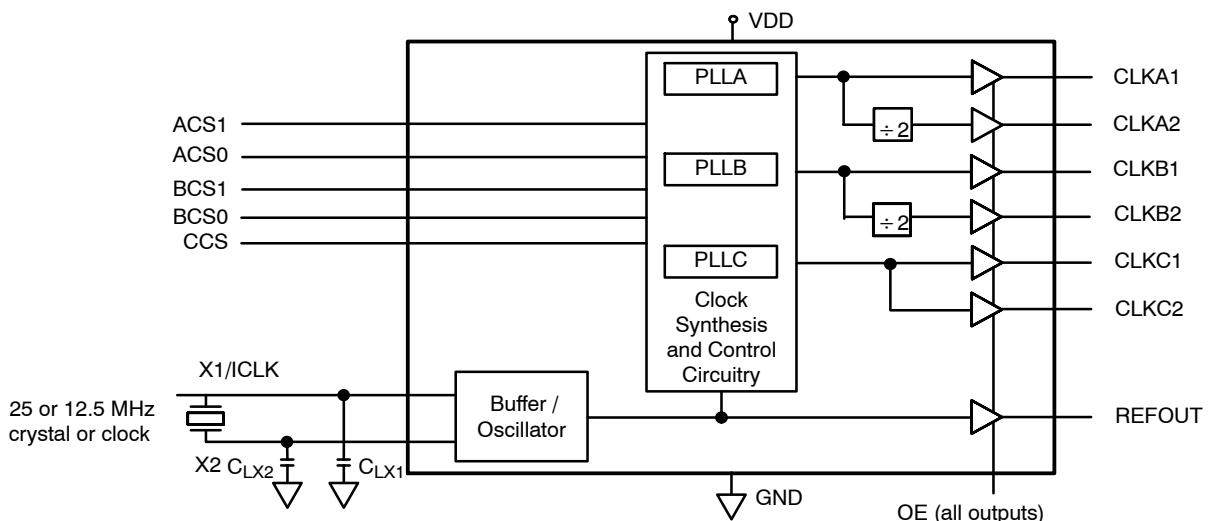 VDD
PLLA
CLKA1
ACS1
÷2
CLKA2
ACS0
PLLB
CLKB1
BCS1
BCS0
÷2
CLKB2
CCS
PLLC
CLKC1
Clock
Synthesis
and Control
Circuitry
CLKC2
X1/ICLK
25 or 12.5 MHz
crystal or clock
Buffer /
Oscillator
REFOUT
X2
CLX2
CLX1
GND
OE (all outputs)